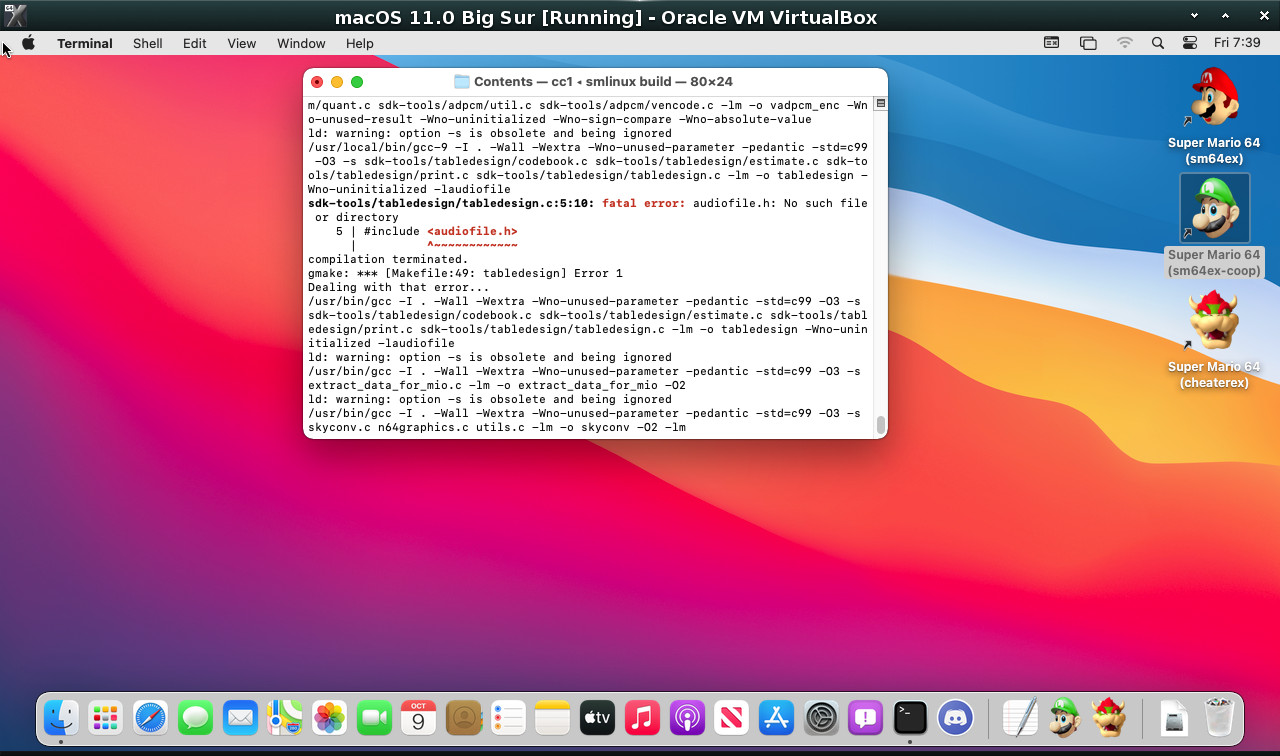 macOS 11.0 Big Sur [Running] - Oracle VM VirtualBox
Terminal Shell Edit View Window Help Fri 7:39
Contents — cc1 ◂ smlinux build — 80×24
m/quant.c sdk-tools/adpcm/util.c sdk-tools/adpcm/vencode.c -lm -o vadpcm_enc -Wn
o-unused-result -Wno-uninitialized -Wno-sign-compare -Wno-absolute-value
ld: warning: option -s is obsolete and being ignored
/usr/local/bin/gcc-9 -I . -Wall -Wextra -Wno-unused-parameter -pedantic -std=c99
 -O3 -s sdk-tools/tabledesign/codebook.c sdk-tools/tabledesign/estimate.c sdk-to
ols/tabledesign/print.c sdk-tools/tabledesign/tabledesign.c -lm -o tabledesign -
Wno-uninitialized -laudiofile
sdk-tools/tabledesign/tabledesign.c:5:10: fatal error: audiofile.h: No such file
 or directory
    5 | #include <audiofile.h>
      |          ^~~~~~~~~~~~~
compilation terminated.
gmake: *** [Makefile:49: tabledesign] Error 1
Dealing with that error...
/usr/bin/gcc -I . -Wall -Wextra -Wno-unused-parameter -pedantic -std=c99 -O3 -s
sdk-tools/tabledesign/codebook.c sdk-tools/tabledesign/estimate.c sdk-tools/tabl
edesign/print.c sdk-tools/tabledesign/tabledesign.c -lm -o tabledesign -Wno-unin
itialized -laudiofile
ld: warning: option -s is obsolete and being ignored
/usr/bin/gcc -I . -Wall -Wextra -Wno-unused-parameter -pedantic -std=c99 -O3 -s
extract_data_for_mio.c -lm -o extract_data_for_mio -O2
ld: warning: option -s is obsolete and being ignored
/usr/bin/gcc -I . -Wall -Wextra -Wno-unused-parameter -pedantic -std=c99 -O3 -s
skyconv.c n64graphics.c utils.c -lm -o skyconv -O2 -lm
Super Mario 64
(sm64ex)
Super Mario 64
(sm64ex-coop)
Super Mario 64
(cheaterex)
OCT
9
tv